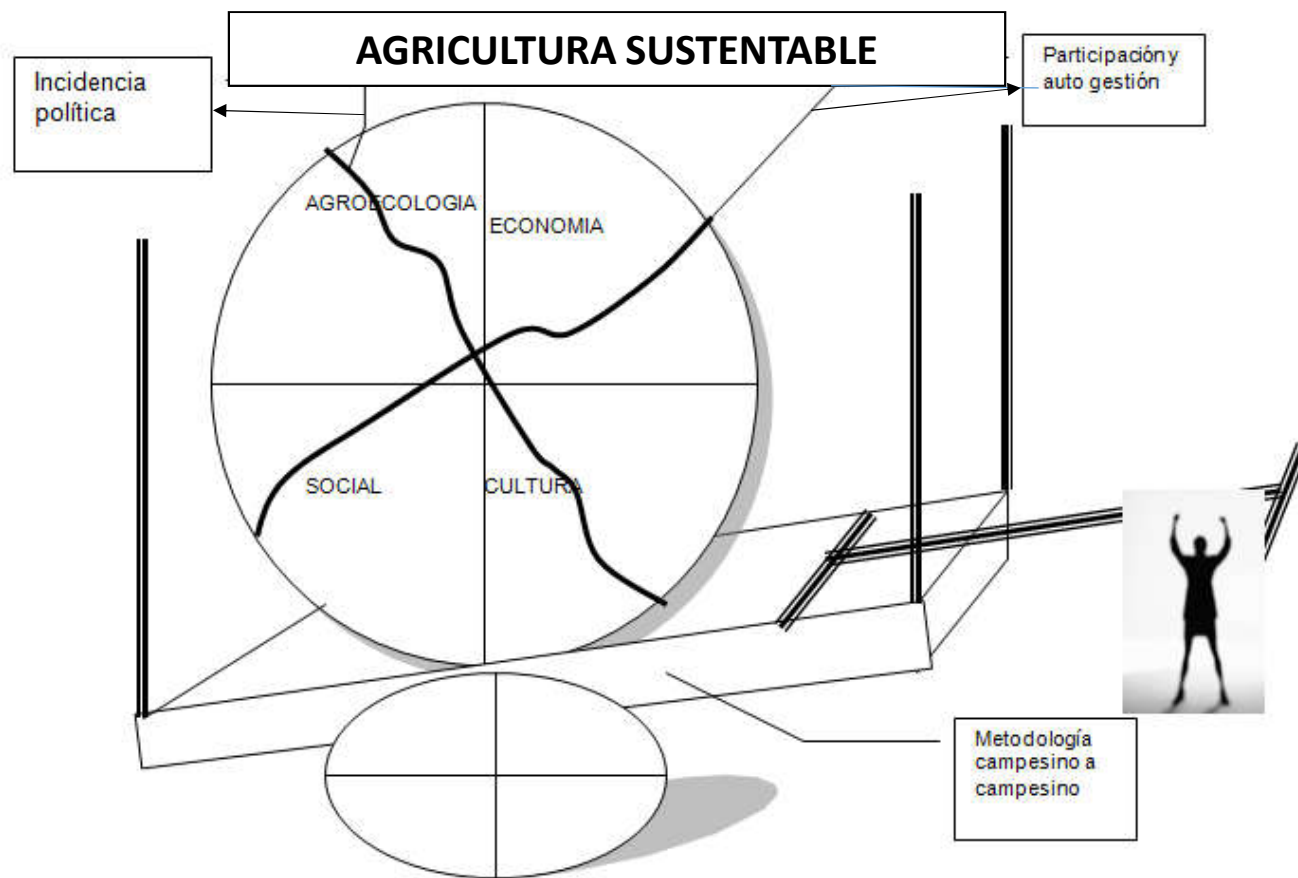 AGRICULTURA SUSTENTABLE
Incidencia
política
Participación y
auto gestión
AGROECOLOGIA
ECONOMIA
SOCIAL
CULTURA
Metodología
campesino a
campesino